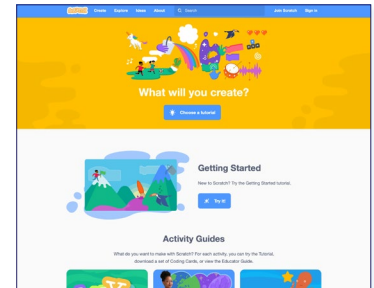 SCRATCH Create Explore Ideas About Search Join Scratch Sign in
What will you create?
Choose a tutorial
Getting Started
New to Scratch? Try the Getting Started tutorial.
Try it!
Activity Guides
What do you want to make with Scratch? For each activity, you can try the Tutorial,
download a set of Coding Cards, or view the Educator Guide.